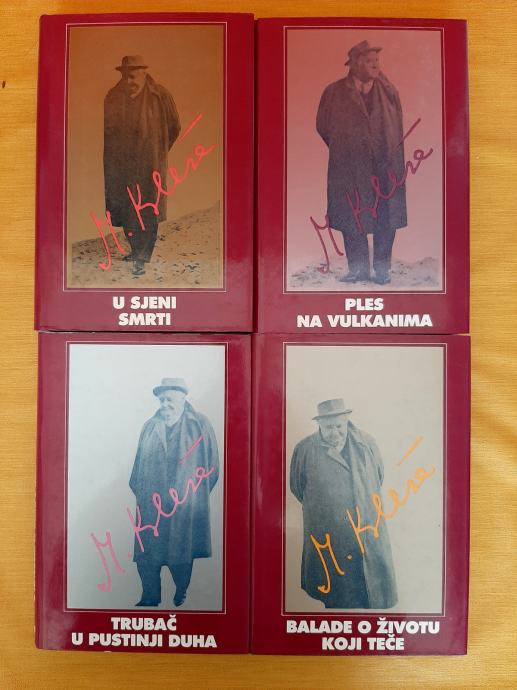 M. Krleža
U SJENI
SMRTI
M. Krleža
PLES
NA VULKANIMA
M. Krleža
TRUBAČ
U PUSTINJI DUHA
M. Krleža
BALADE O ŽIVOTU
KOJI TEČE